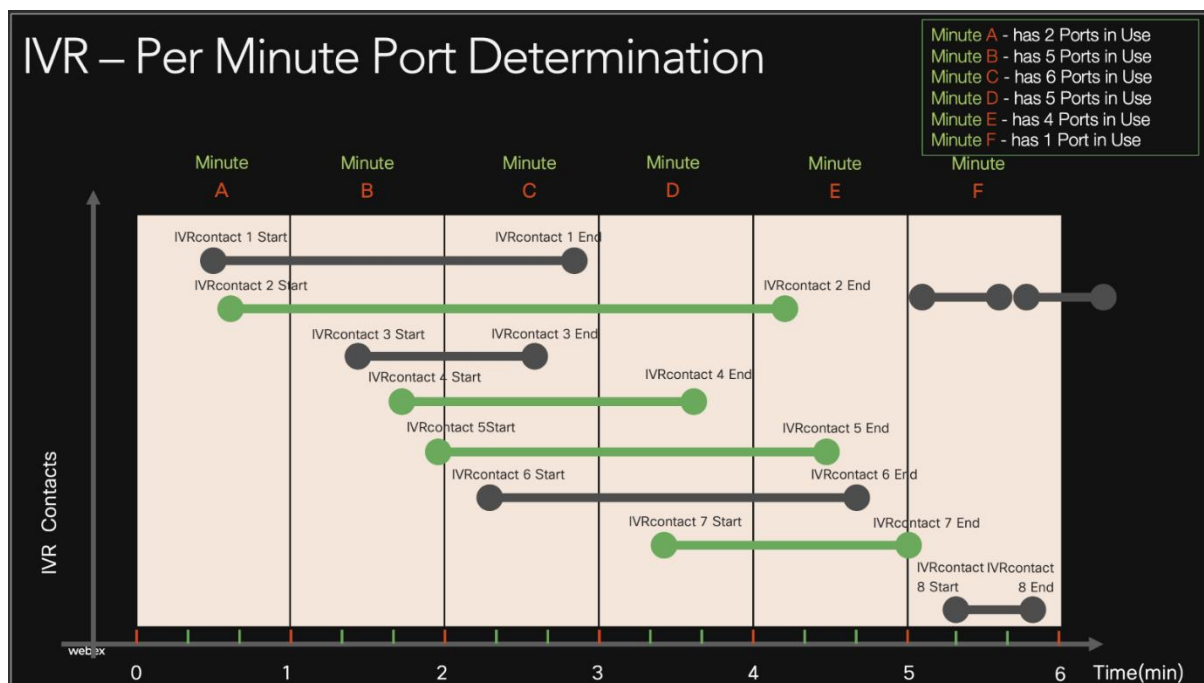 IVR – Per Minute Port Determination
Minute A - has 2 Ports in Use
Minute B - has 5 Ports in Use
Minute C - has 6 Ports in Use
Minute D - has 5 Ports in Use
Minute E - has 4 Ports in Use
Minute F - has 1 Port in Use
Minute Minute Minute Minute Minute Minute
A B C D E F
IVRcontact 1 Start IVRcontact 1 End
IVRcontact 2 Start IVRcontact 2 End
IVRcontact 3 Start IVRcontact 3 End
IVRcontact 4 Start IVRcontact 4 End
IVRcontact 5Start IVRcontact 5 End
IVRcontact 6 Start IVRcontact 6 End
IVRcontact 7 Start IVRcontact 7 End
IVRcontact IVRcontact
8 Start 8 End
IVR Contacts
webex
0 1 2 3 4 5 6 Time(min)